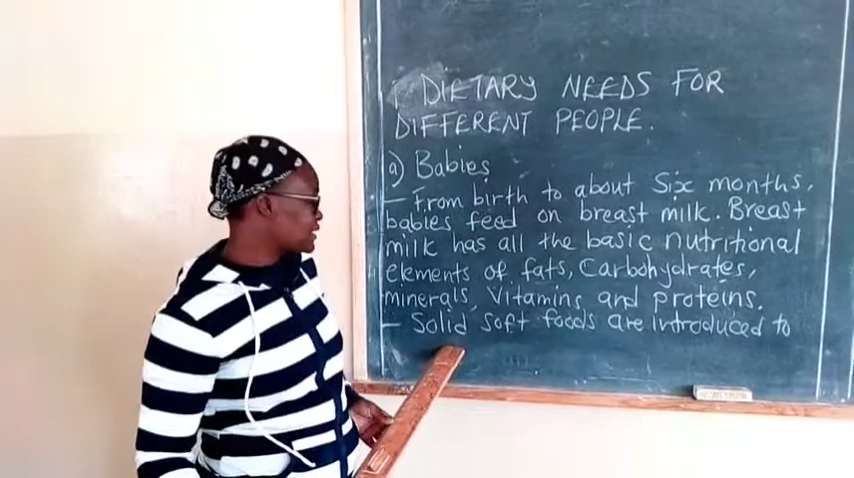 DIETARY NEEDS FOR
DIFFERENT PEOPLE.
a) Babies
- From birth to about Six months,
babies feed on breast milk. Breast
milk has all the basic nutritional
elements of fats, Carbohydrates,
minerals, Vitamins and proteins.
- Solid soft foods are introduced to